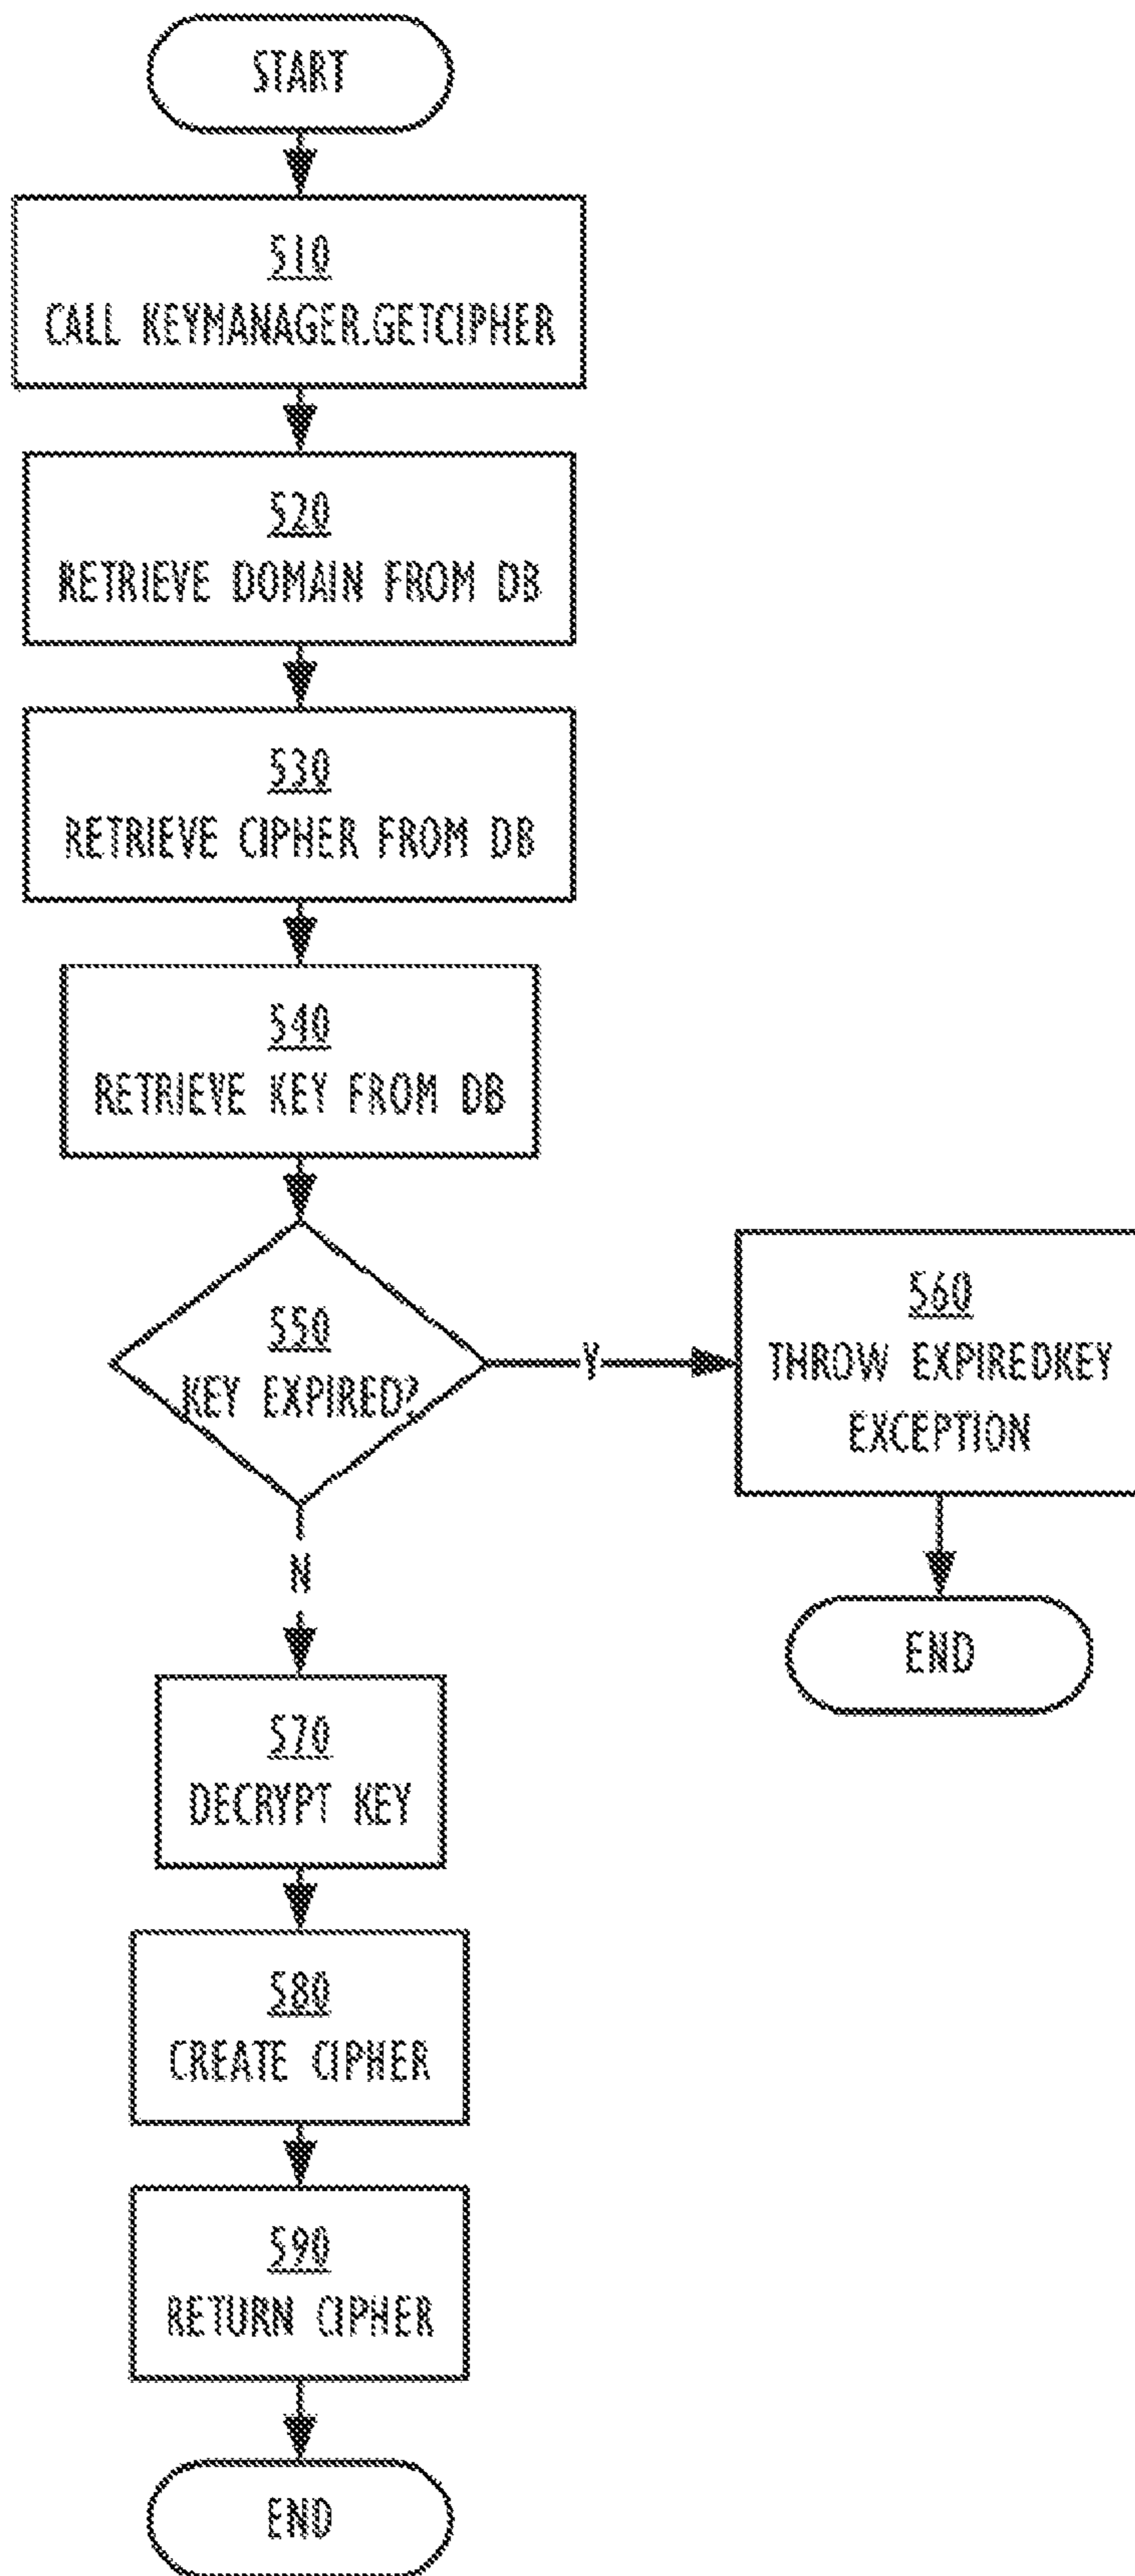 START
510
CALL KEYMANAGER.GETCIPHER
520
RETRIEVE DOMAIN FROM DB
530
RETRIEVE CIPHER FROM DB
540
RETRIEVE KEY FROM DB
550
KEY EXPIRED?
Y
560
THROW EXPIREDKEY
EXCEPTION
N
END
570
DECRYPT KEY
580
CREATE CIPHER
590
RETURN CIPHER
END